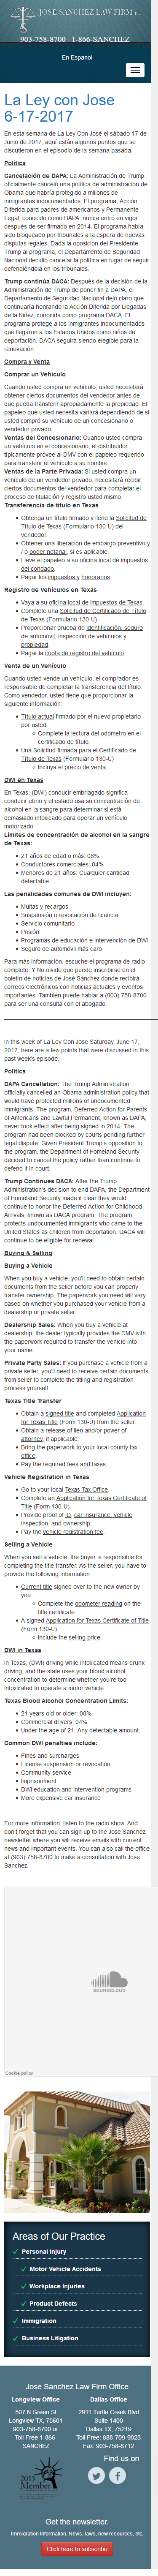 JOSE SANCHEZ LAW FIRM P.C.
903-758-8700 1-866-SANCHEZ
En Espanol
La Ley con Jose
6-17-2017
En esta semana de La Ley Con José el sábado 17 de
Junio de 2017, aquí están algunos puntos que
discutieron en el episodio de la semana pasada.
Política
Cancelación de DAPA: La Administración de Trump
oficialmente canceló una política de administración de
Obama que habría protegido a millones de
inmigrantes indocumentados. El programa, Acción
Diferida para padres de americanos y Permanente
Legal, conocido como DAPA, nunca entró en vigor
después de ser firmado en 2014. El programa había
sido bloqueado por tribunales a la espera de nuevas
disputas legales. Dada la oposición del Presidente
Trump al programa, el Departamento de Seguridad
Nacional decidió cancelar la política en lugar de seguir
defendiéndola en los tribunales.
Trump continúa DACA: Después de la decisión de la
Administración de Trump de poner fin a DAPA, el
Departamento de Seguridad Nacional dejó claro que
continuaría honrando a la Acción Diferida por Llegadas
de la Niñez, conocida como programa DACA. El
programa protege a los inmigrantes indocumentados
que llegaron a los Estados Unidos como niños de
deportación. DACA seguirá siendo elegible para
renovación.
Compra y Venta
Comprar un Vehículo
Cuando usted compra un vehículo, usted necesitará
obtener ciertos documentos del vendedor antes de
que pueda transferir apropiadamente la propiedad. El
papeleo que usted necesitará variará dependiendo si
usted compró su vehículo de un concesionario o
vendedor privado.
Ventas del Concesionario: Cuando usted compra
un vehículo en el concesionario, el concesionario
típicamente provee al DMV con el papeleo requerido
para transferir el vehículo a su nombre.
Ventas de la Parte Privada: Si usted compra un
vehículo de un vendedor privado, necesitará recibir
ciertos documentos del vendedor para completar el
proceso de titulación y registro usted mismo.
Transferencia de título en Texas
• Obtenga un título firmado y llene la Solicitud de
Título de Texas (Formulario 130-U) del
vendedor.
• Obtener una liberación de embargo preventivo y
/ o poder notarial, si es aplicable.
• Lleve el papeleo a su oficina local de impuestos
del condado.
• Pagar los impuestos y honorarios.
Registro de Vehículos en Texas
• Vaya a su oficina local de impuestos de Texas.
• Complete una Solicitud de Certificado de Título
de Texas (Formulario 130-U).
• Proporcionar prueba de identificación, seguro
de automóvil, inspección de vehículos y
propiedad.
• Pagar la cuota de registro del vehículo.
Venta de un Vehículo
Cuando usted vende un vehículo, el comprador es
responsable de completar la transferencia del título.
Como vendedor, usted tiene que proporcionar la
información siguiente:
• Título actual firmado por el nuevo propietario
por usted.
◦ Complete la lectura del odómetro en el
certificado de título.
• Una Solicitud firmada para el Certificado de
Título de Texas (Formulario 130-U)
◦ Incluya el precio de venta.
DWI en Texas
En Texas, (DWI) conducir embriagado significa
conducir ebrio y el estado usa su concentración de
alcohol en la sangre para determinar si está
demasiado intoxicado para operar un vehículo
motorizado.
Límites de concentración de alcohol en la sangre
de Texas:
• 21 años de edad o más: 08%.
• Conductores comerciales: 04%.
• Menores de 21 años: Cualquier cantidad
detectable.
Las penalidades comunes de DWI incluyen:
• Multas y recargos
• Suspensión o revocación de licencia
• Servicio comunitario
• Prisión
• Programas de educación e intervención de DWI
• Seguro de automóvil más caro
Para más información, escuche el programa de radio
completo. Y No olvide que puede inscribirse en el
boletín de José Sánchez donde recibirá más
correos electrónicos con noticias actuales y eventos
importantes. También puede hablar a (903) 758-8700
para una consulta con el abogado.
In this week of La Ley con Jose Saturday, June 17,
2017, here are a few points that were discussed in this
past week's episode.
Politics
DAPA Cancellation: The Trump Administration
officially cancelled an Obama administration policy that
would have protected millions of undocumented
immigrants. The program, Deferred Action for Parents
of Americans and Lawful Permanent, known as DAPA,
never took effect after being signed in 2014. The
program has been blocked by courts pending further
legal dispute. Given President Trump's opposition to
the program, the Department of Homeland Security
decided to cancel the policy rather than continue to
defend it in court.
Trump Continues DACA: After the Trump
Administration's decision to end DAPA, the Department
of Homeland Security made it clear they would
continue to honor the Deferred Action for Childhood
Arrivals, known as DACA program. The program
protects undocumented immigrants who came to the
United States as children from deportation. DACA will
continue to be eligible for renewal.
Buying & Selling
Buying a Vehicle
When you buy a vehicle, you'll need to obtain certain
documents from the seller before you can properly
transfer ownership. The paperwork you need will vary
based on whether you purchased your vehicle from a
dealership or private seller.
Dealership Sales: When you buy a vehicle at the
dealership, the dealer typically provides the DMV with
the paperwork required to transfer the vehicle into
your name.
Private Party Sales: If you purchase a vehicle from a
private seller, you'll need to receive certain documents
from the seller to complete the titling and registration
process yourself.
Texas Title Transfer
• Obtain a signed title and completed Application
for Texas Title (Form 130-U) from the seller.
• Obtain a release of lien and/or power of
attorney, if applicable.
• Bring the paperwork to your local county tax
office.
• Pay the required fees and taxes.
Vehicle Registration in Texas
• Go to your local Texas Tax Office.
• Complete an Application for Texas Certificate of
Title (Form 130-U).
• Provide proof of ID, car insurance, vehicle
inspection, and ownership.
• Pay the vehicle registration fee.
Selling a Vehicle
When you sell a vehicle, the buyer is responsible for
completing the title transfer. As the seller, you have to
provide the following information:
• Current title signed over to the new owner by
you.
◦ Complete the odometer reading on the
title certificate.
• A signed Application for Texas Certificate of Title
(Form 130-U)
◦ Include the selling price.
DWI in Texas
In Texas, (DWI) driving while intoxicated means drunk
driving, and the state uses your blood alcohol
concentration to determine whether you're too
intoxicated to operate a motor vehicle.
Texas Blood Alcohol Concentration Limits:
• 21 years old or older: 08%.
• Commercial drivers: 04%.
• Under the age of 21: Any detectable amount.
Common DWI penalties include:
• Fines and surcharges
• License suspension or revocation
• Community service
• Imprisonment
• DWI education and intervention programs
• More expensive car insurance
For more information, listen to the radio show. And
don't forget that you can sign up to the Jose Sanchez
newsletter where you will receive emails with current
news and important events. You can also call the office
at (903) 758-8700 to make a consultation with Jose
Sanchez.
SOUNDCLOUD
Cookie policy
Areas of Our Practice
Personal Injury
Motor Vehicle Accidents
Workplace Injuries
Product Defects
Immigration
Business Litigation
Jose Sanchez Law Firm Office
Longview Office
507 N Green St
Longview TX, 75601
903-758-8700 or
Toll Free 1-866-
SANCHEZ
Dallas Office
2911 Turtle Creek Blvd
Suite 1400
Dallas TX, 75219
Toll Free: 888-709-9023
Fax: 903-758-8712
Find us on
2015
Member
Get the newsletter.
Immigration Information, News, laws, new resources, etc.
Click here to subscribe